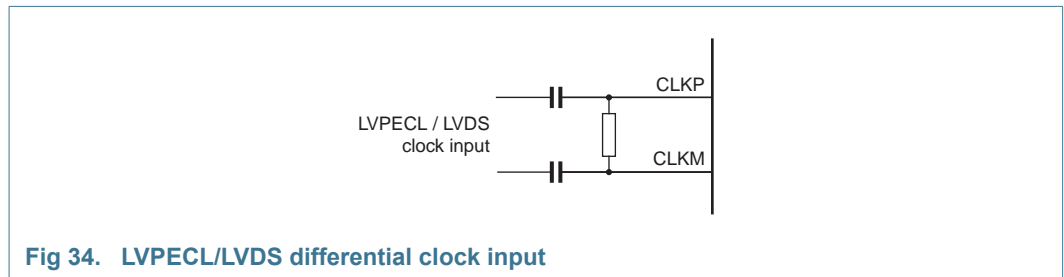 CLKP
LVPECL / LVDS
clock input
CLKM
Fig 34. LVPECL/LVDS differential clock input